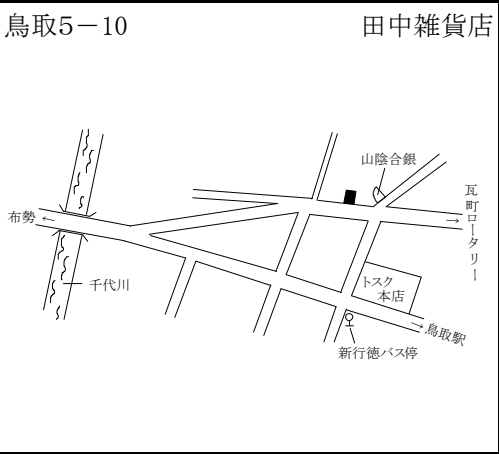 鳥取5－10
田中雑貨店
山陰合銀
瓦町ロータリー
→
布勢 ←
千代川
トスク
本店
→鳥取駅
新行徳バス停